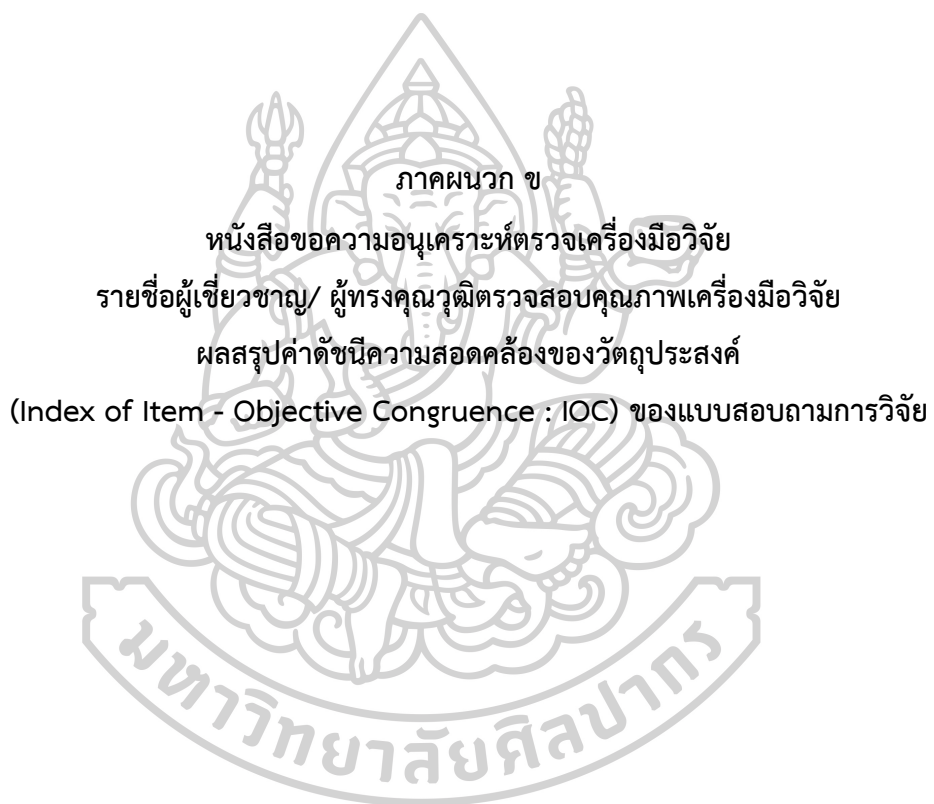 ภาคผนวก ข
หนังสือขอความอนุเคราะห์ตรวจเครื่องมือวิจัย
รายชื่อผู้เชี่ยวชาญ/ ผู้ทรงคุณวุฒิตรวจสอบคุณภาพเครื่องมือวิจัย
ผลสรุปค่าดัชนีความสอดคล้องของวัตถุประสงค์
(Index of Item - Objective Congruence : IOC) ของแบบสอบถามการวิจัย
มหาวิทยาลัยศิลปากร